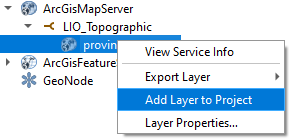 ArcGisMapServer
LIO_Topographic
provin
View Service Info
ArcGisFeature
Export Layer
GeoNode
Add Layer to Project
Layer Properties...